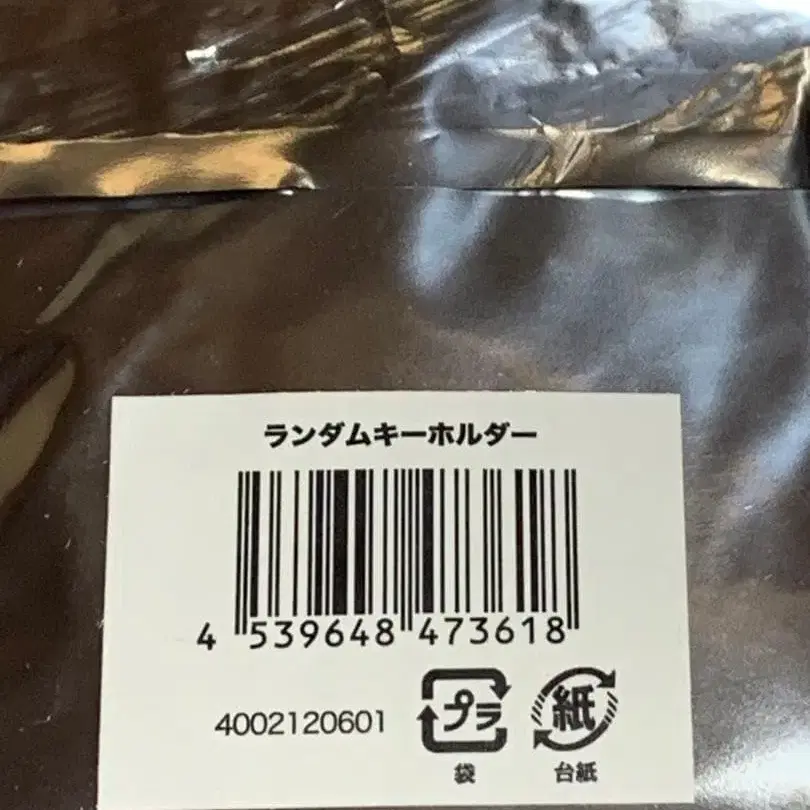 ランダムキーホルダー
4 539648 473618
4002120601
プラ 紙
袋 台紙